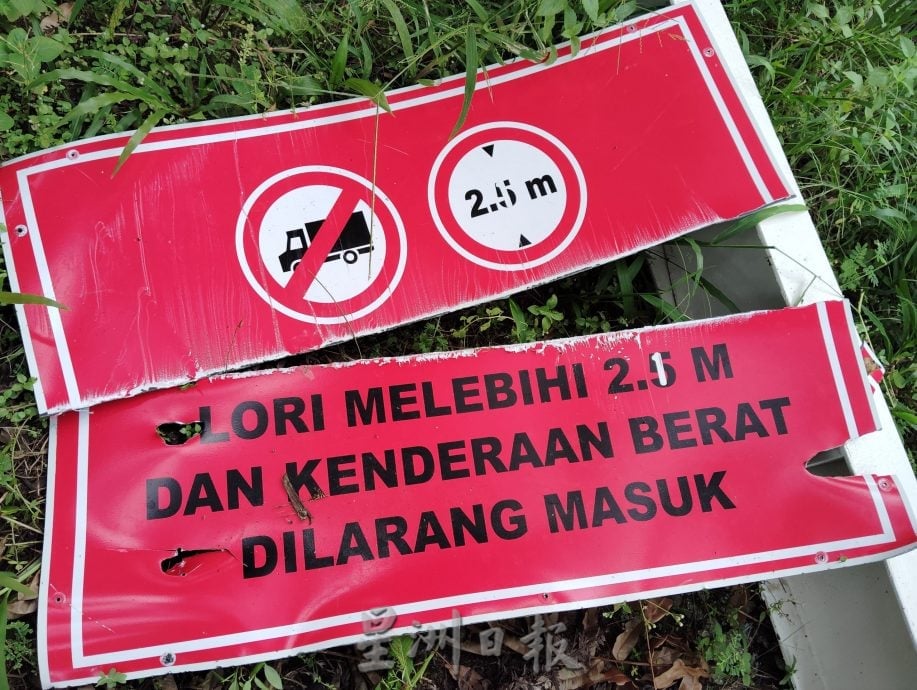 2.5 m
LORI MELEBIHI 2.5 M
DAN KENDERAAN BERAT
DILARANG MASUK
星洲日報